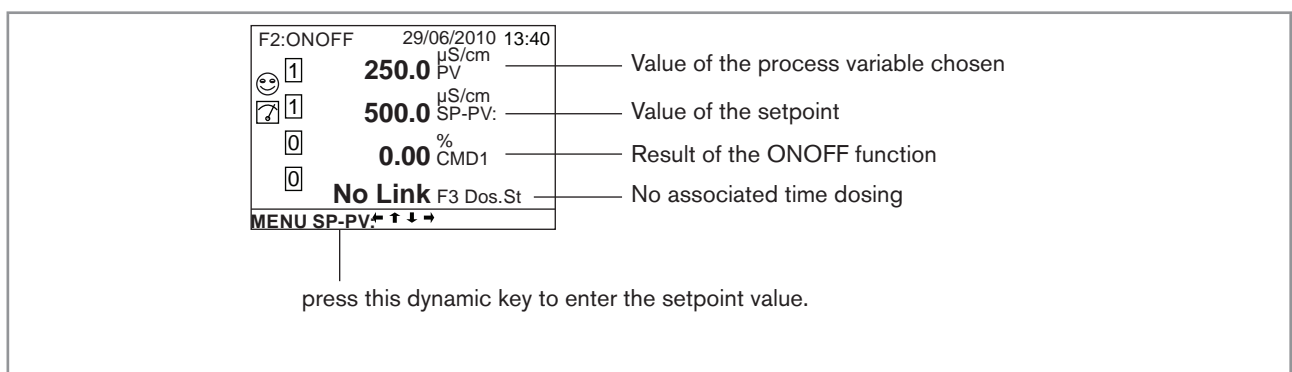 F2:ONOFF 29/06/2010 13:40
1 250.0 µS/cm PV Value of the process variable chosen
1 500.0 µS/cm SP-PV: Value of the setpoint
0 0.00 % CMD1 Result of the ONOFF function
0 No Link F3 Dos.St No associated time dosing
MENU SP-PV: ← ↑ ↓ →
press this dynamic key to enter the setpoint value.